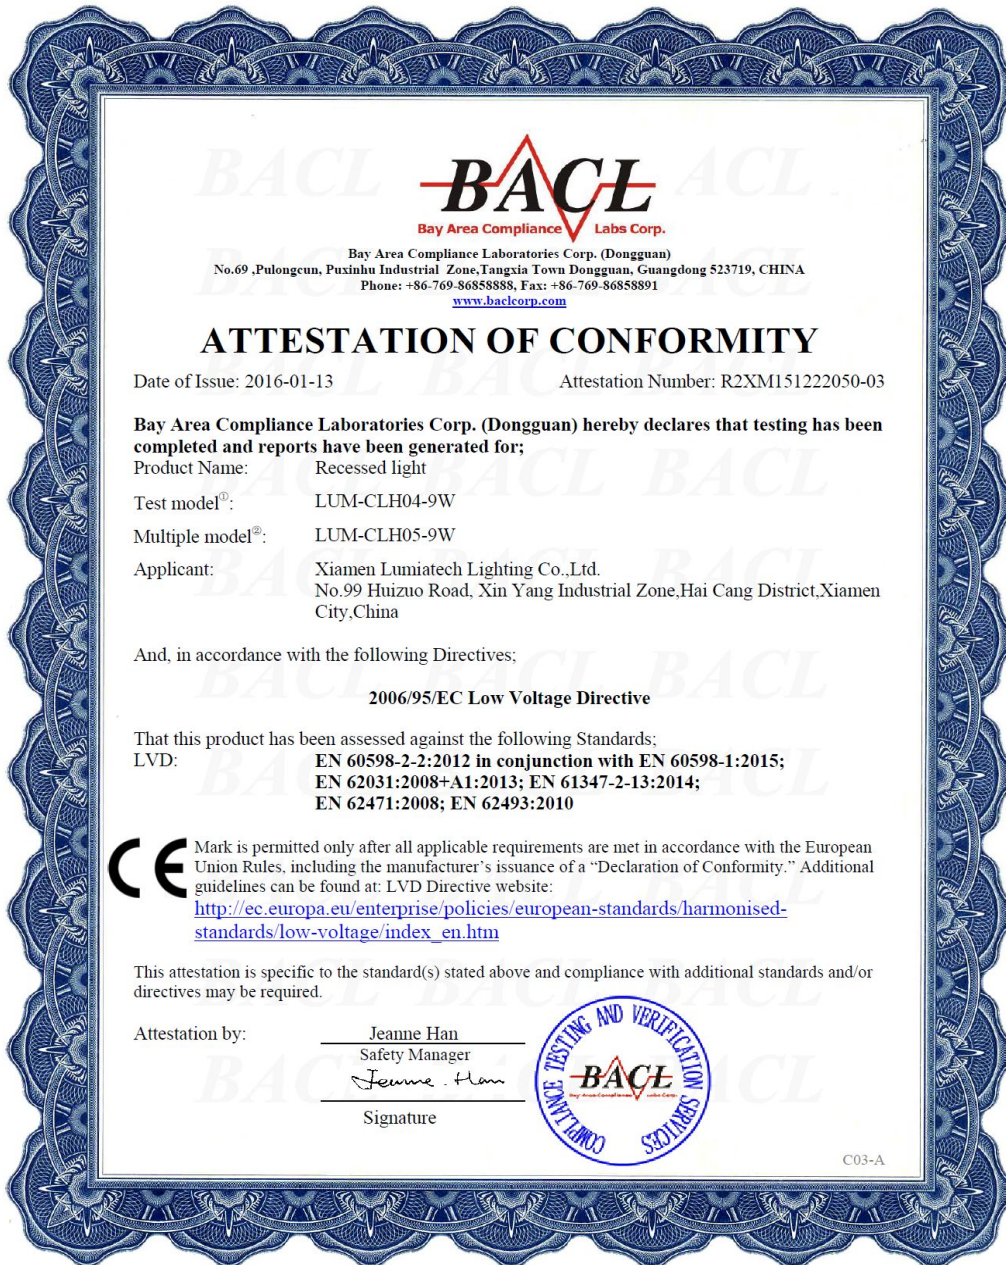 BACL
Bay Area Compliance Labs Corp.
Bay Area Compliance Laboratories Corp. (Dongguan)
No.69 ,Pulongcun, Puxinhu Industrial Zone,Tangxia Town Dongguan, Guangdong 523719, CHINA
Phone: +86-769-86858888, Fax: +86-769-86858891
www.baclcorp.com
ATTESTATION OF CONFORMITY
Date of Issue: 2016-01-13 Attestation Number: R2XM151222050-03
Bay Area Compliance Laboratories Corp. (Dongguan) hereby declares that testing has been
completed and reports have been generated for;
Product Name: Recessed light
Test model①: LUM-CLH04-9W
Multiple model②: LUM-CLH05-9W
Applicant: Xiamen Lumiatech Lighting Co.,Ltd.
No.99 Huizuo Road, Xin Yang Industrial Zone,Hai Cang District,Xiamen
City,China
And, in accordance with the following Directives;
2006/95/EC Low Voltage Directive
That this product has been assessed against the following Standards;
LVD: EN 60598-2-2:2012 in conjunction with EN 60598-1:2015;
EN 62031:2008+A1:2013; EN 61347-2-13:2014;
EN 62471:2008; EN 62493:2010
CE Mark is permitted only after all applicable requirements are met in accordance with the European
Union Rules, including the manufacturer's issuance of a “Declaration of Conformity.” Additional
guidelines can be found at: LVD Directive website:
http://ec.europa.eu/enterprise/policies/european-standards/harmonised-
standards/low-voltage/index_en.htm
This attestation is specific to the standard(s) stated above and compliance with additional standards and/or
directives may be required.
Attestation by: Jeanne Han
Safety Manager
Jeanne. Han
Signature
COMPLIANCE TESTING AND VERIFICATION SERVICES
BACL
Bay Area Compliance Labs Corp.
C03-A